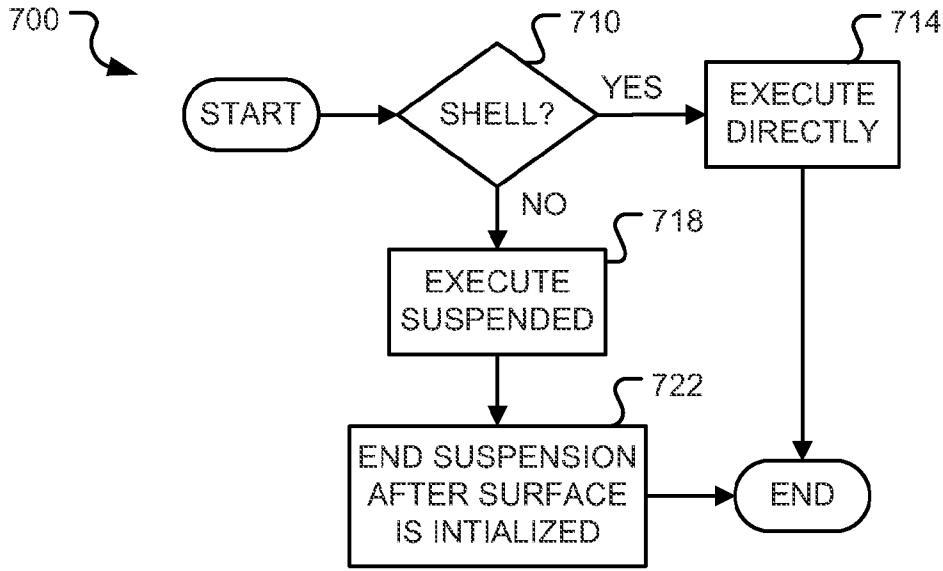 700
710
714
START
SHELL?
YES
EXECUTE
DIRECTLY
NO
718
EXECUTE
SUSPENDED
722
END SUSPENSION
AFTER SURFACE
IS INTIALIZED
END